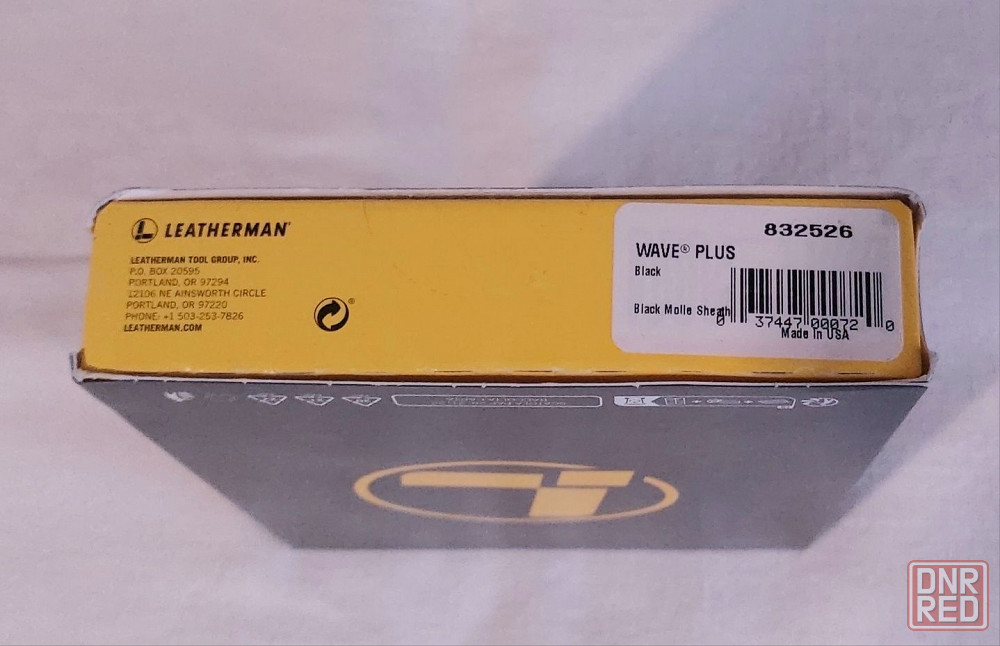 LEATHERMAN®
LEATHERMAN TOOL GROUP, INC.
P.O. BOX 20595
PORTLAND, OR 97294
12106 NE AINSWORTH CIRCLE
PORTLAND, OR 97220
PHONE: +1 503-253-7826
LEATHERMAN.COM
®
832526
WAVE® PLUS
Black
Black Molle Sheath
0 37447 00072 0
Made In USA
DNR
RED